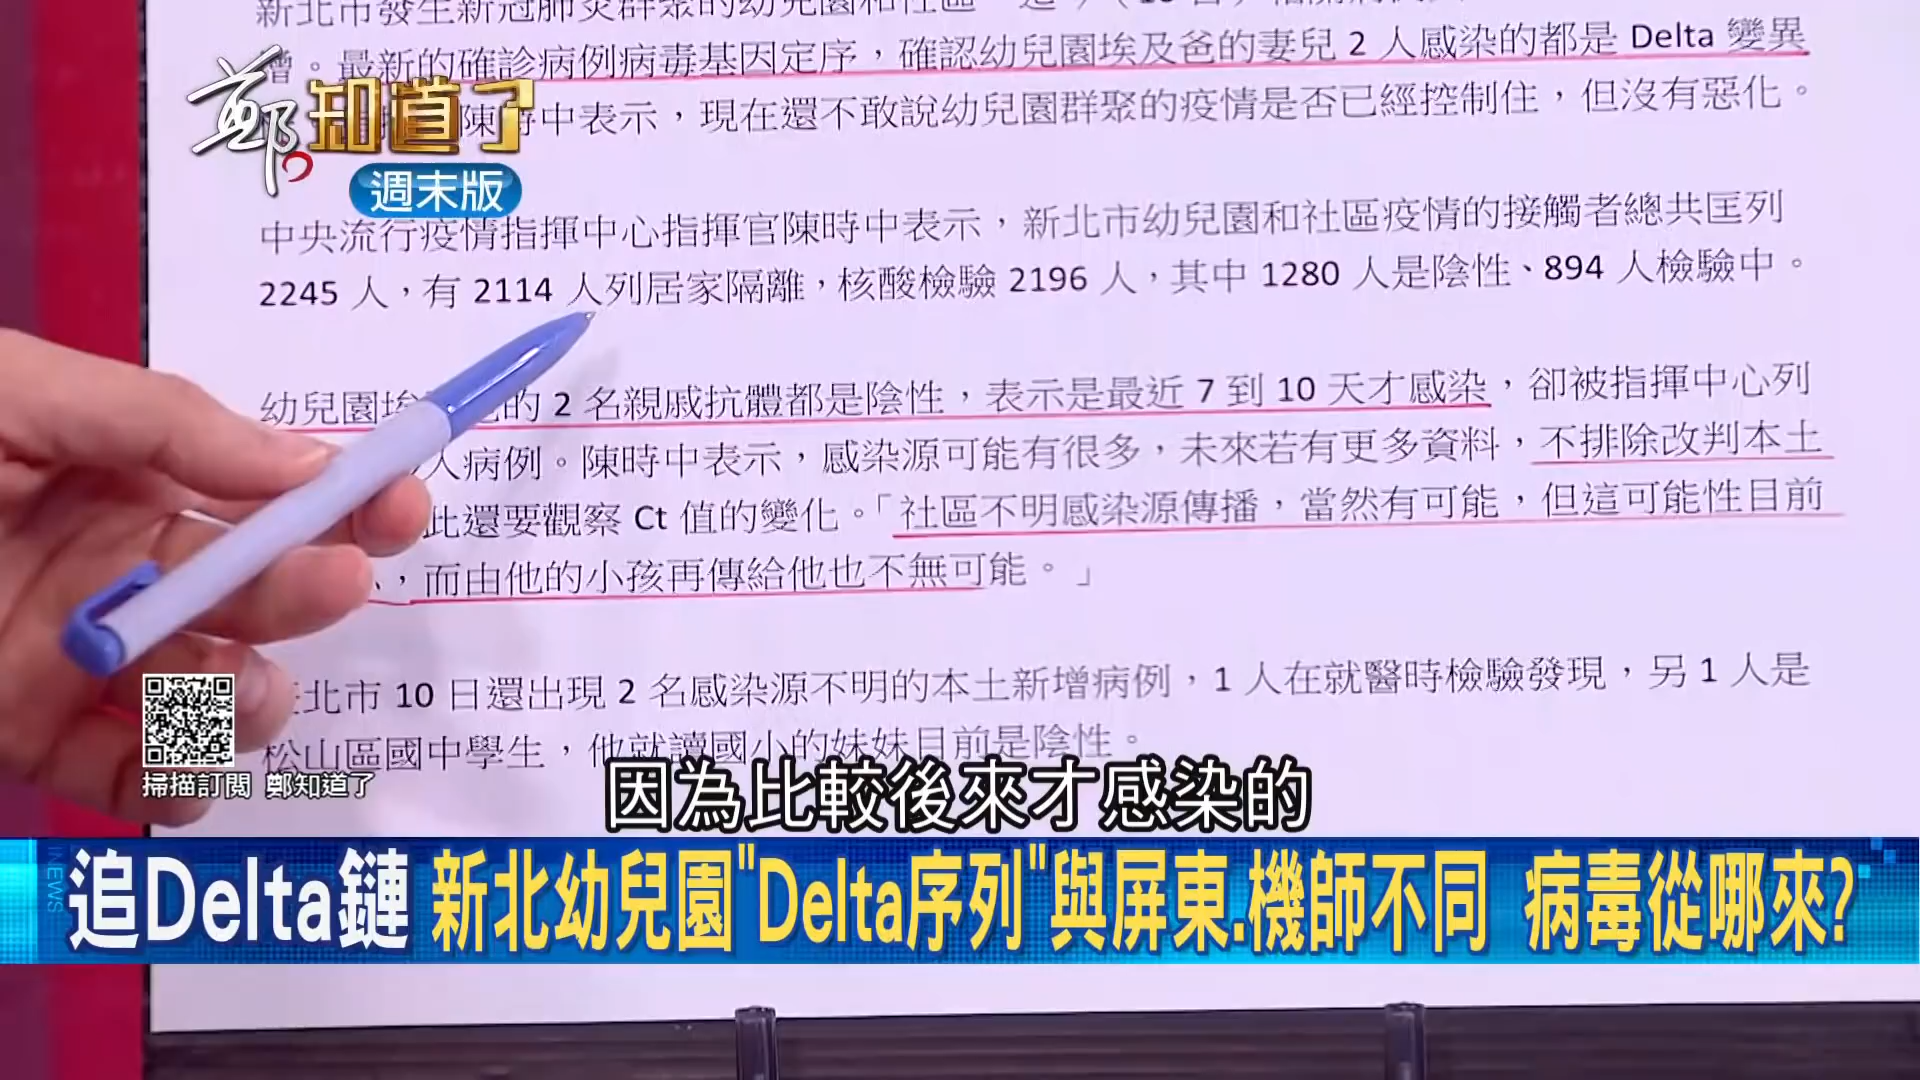 新北市發生新冠肺炎群聚的幼兒園和社區
增。最新的確診病例病毒基因定序，確認幼兒園埃及爸的妻兒 2 人感染的都是 Delta 變異
陳時中表示，現在還不敢說幼兒園群聚的疫情是否已經控制住，但沒有惡化。
鄭知道了
週末版
中央流行疫情指揮中心指揮官陳時中表示，新北市幼兒園和社區疫情的接觸者總共匡列
2245 人，有 2114 人列居家隔離，核酸檢驗 2196 人，其中 1280 人是陰性、894 人檢驗中。
幼兒園埃 的 2 名親戚抗體都是陰性，表示是最近 7 到 10 天才感染，卻被指揮中心列
人病例。陳時中表示，感染源可能有很多，未來若有更多資料，不排除改判本土
此還要觀察 Ct 值的變化。「社區不明感染源傳播，當然有可能，但這可能性目前
，而由他的小孩再傳給他也不無可能。」
北市 10 日還出現 2 名感染源不明的本土新增病例，1 人在就醫時檢驗發現，另 1 人是
松山區國中學生，他就讀國小的妹妹目前是陰性。
掃描訂閱 鄭知道了
因為比較後來才感染的
NEWS
追Delta鏈 新北幼兒園"Delta序列"與屏東.機師不同 病毒從哪來?